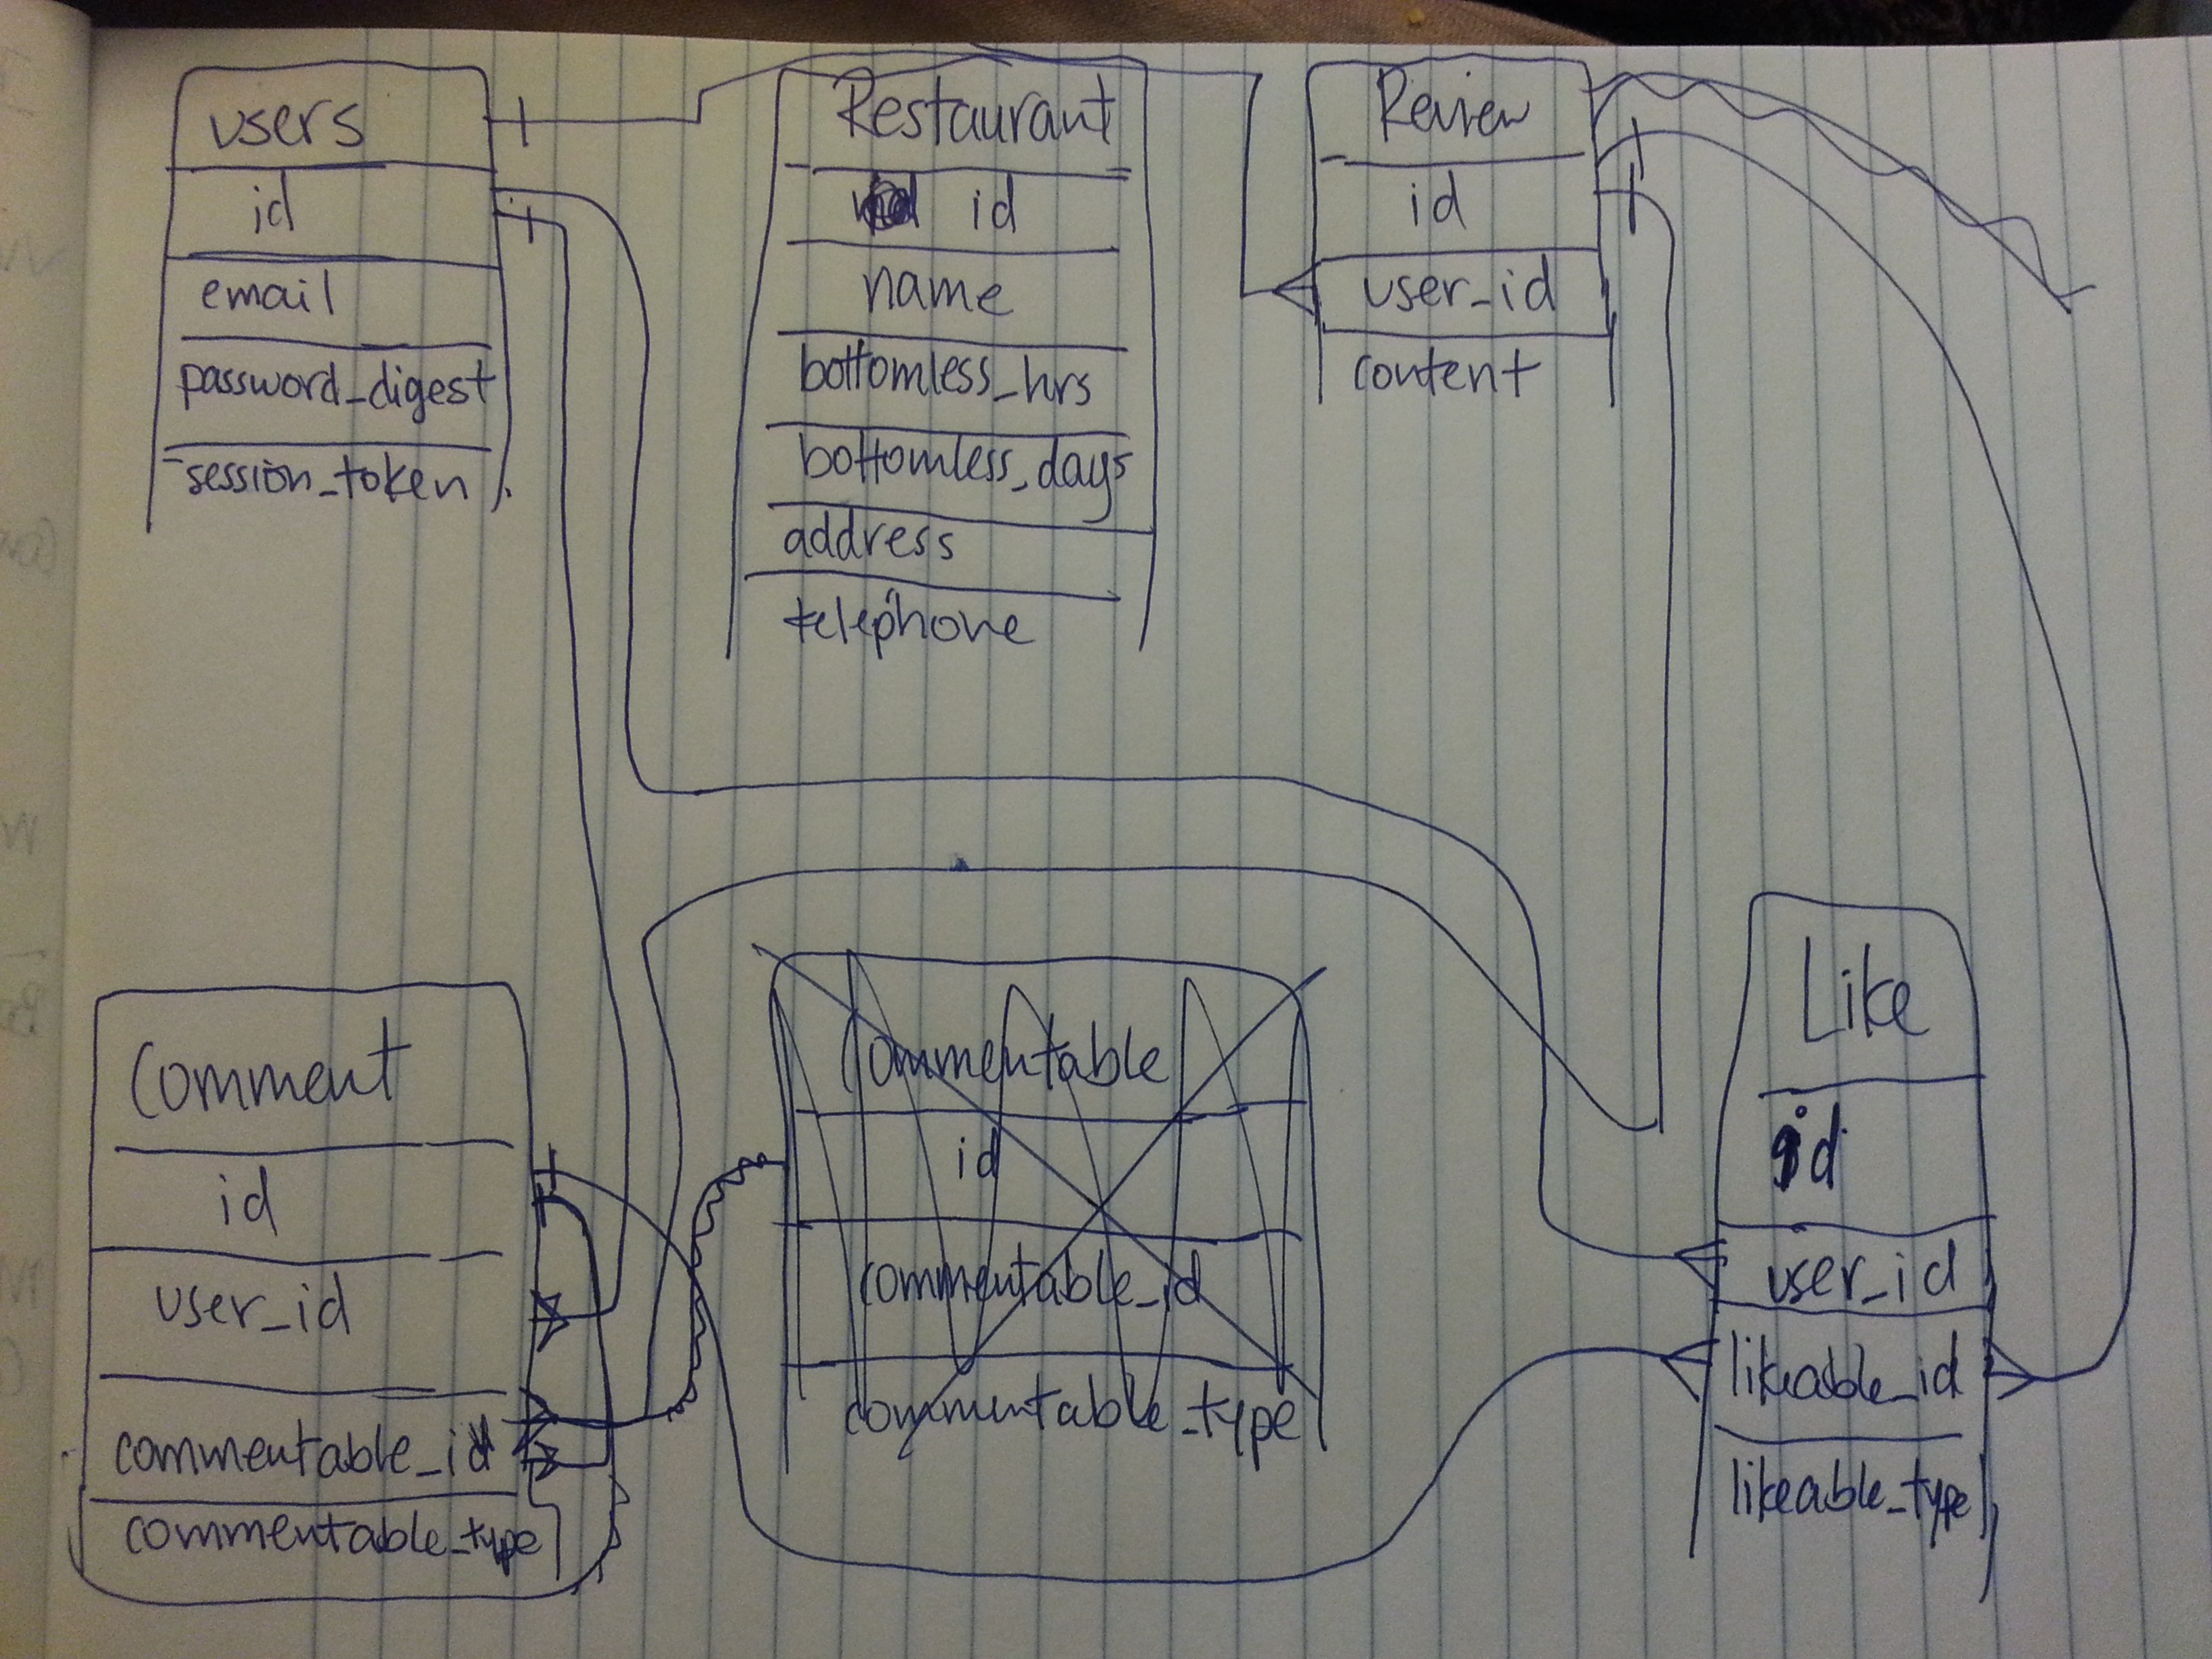 users
id
email
password_digest
session_token
Restaurant
id
name
bottomless_hrs
bottomless_days
address
telephone
Review
id
user_id
content
Comment
id
user_id
commentable_id
commentable_type
Commentable
id
commentable_id
commentable_type
Like
id
user_id
likeable_id
likeable_type